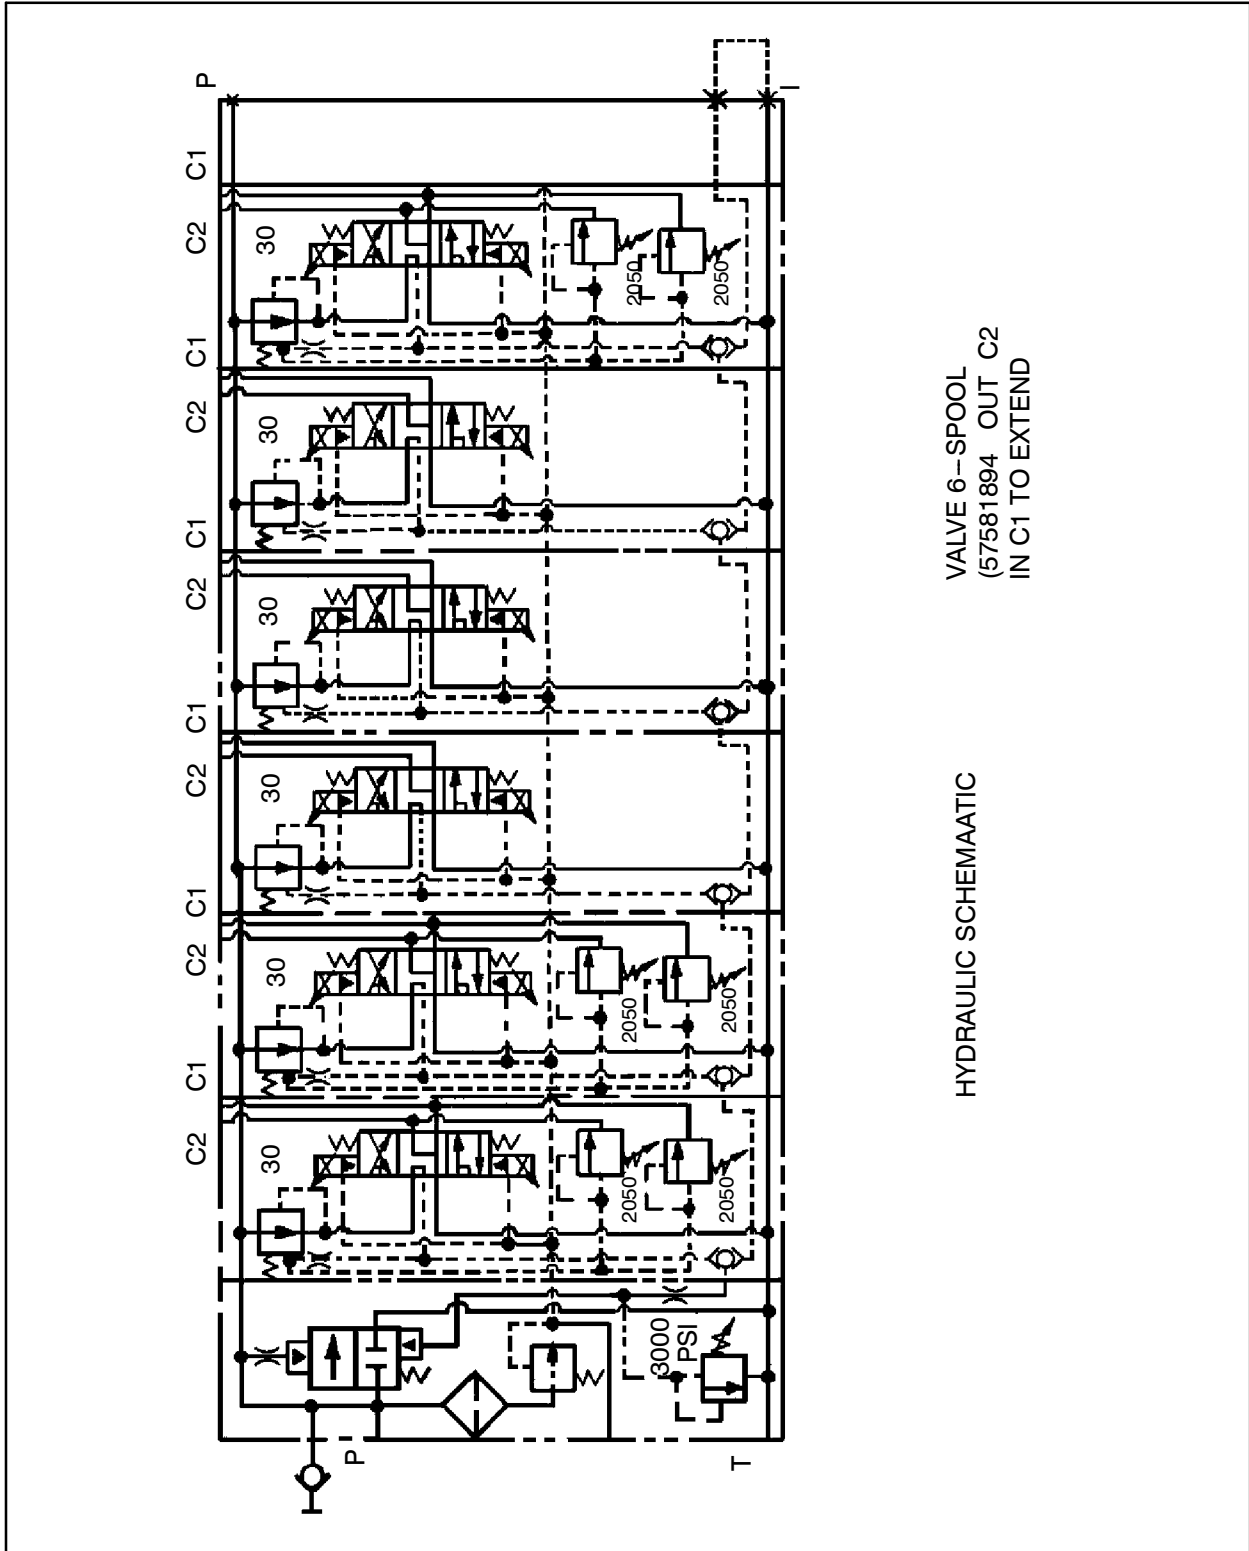 C2 C1 C2 C1 C2 C1 C2 C1 C2 C1 C2 C1 P
30 30 30 30 30 30
P
2050 2050 2050
3000
PSI
2050 2050 2050
T
I
HYDRAULIC SCHEMAATIC
VALVE 6–SPOOL
(57581894 OUT C2
IN C1 TO EXTEND